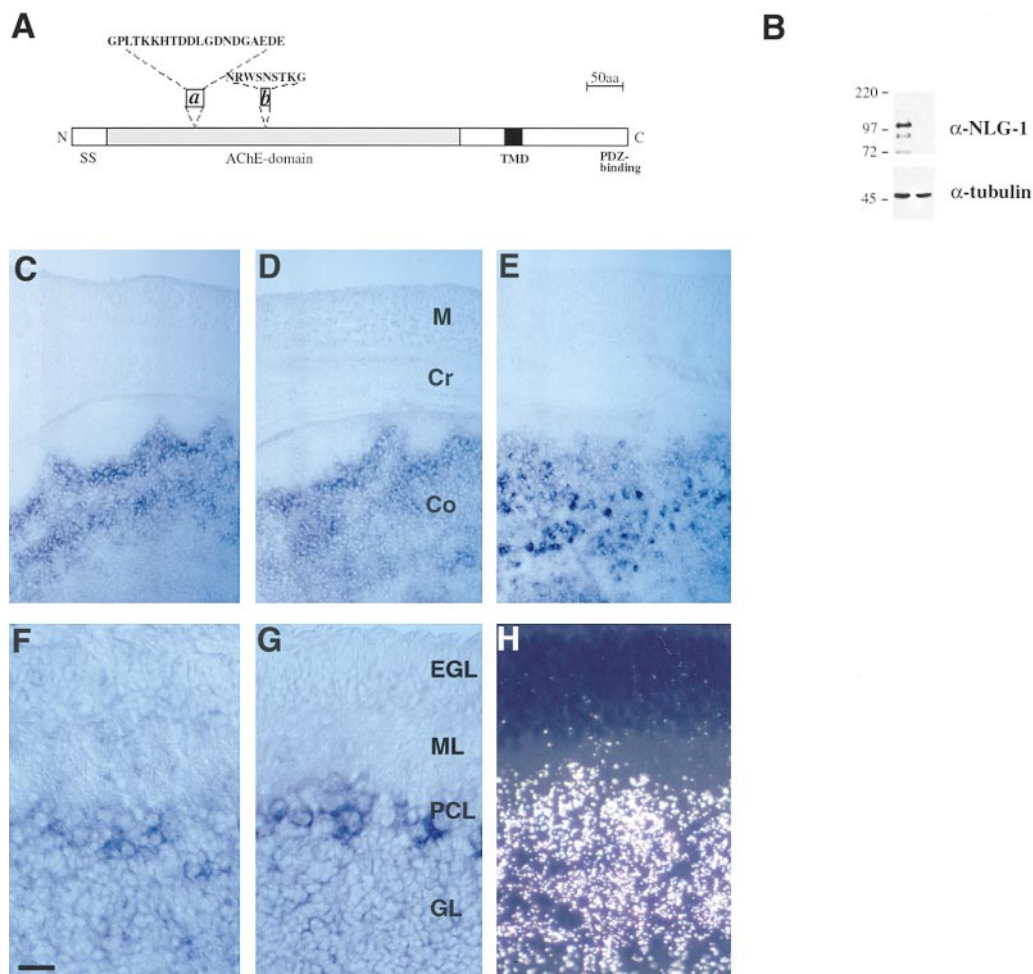 A
GPLTKKHTDDLGDNDGAEDE
NRWSNSTKG
a
b
50aa
N
C
SS
AChE-domain
TMD
PDZ-
binding
B
220
97
72
45
α-NLG-1
α-tubulin
C
D
M
Cr
Co
E
F
G
EGL
ML
PCL
GL
H